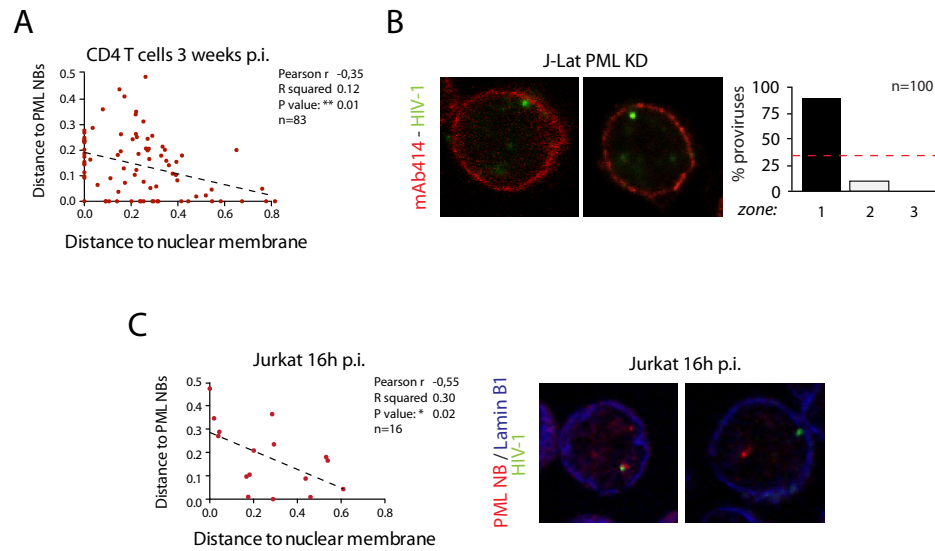 A
CD4 T cells 3 weeks p.i.
Pearson r -0,35
R squared 0.12
P value: ** 0.01
n=83
Distance to PML NBs
0.5
0.4
0.3
0.2
0.1
0
0.0 0.2 0.4 0.6 0.8
Distance to nuclear membrane
B
J-Lat PML KD
mAb414 - HIV-1
n=100
% proviruses
100
75
50
25
0
zone: 1 2 3
C
Jurkat 16h p.i.
Pearson r -0,55
R squared 0.30
P value: * 0.02
n=16
Distance to PML NBs
0.5
0.4
0.3
0.2
0.1
0.0
0.0 0.2 0.4 0.6 0.8
Distance to nuclear membrane
Jurkat 16h p.i.
PML NB / Lamin B1
HIV-1